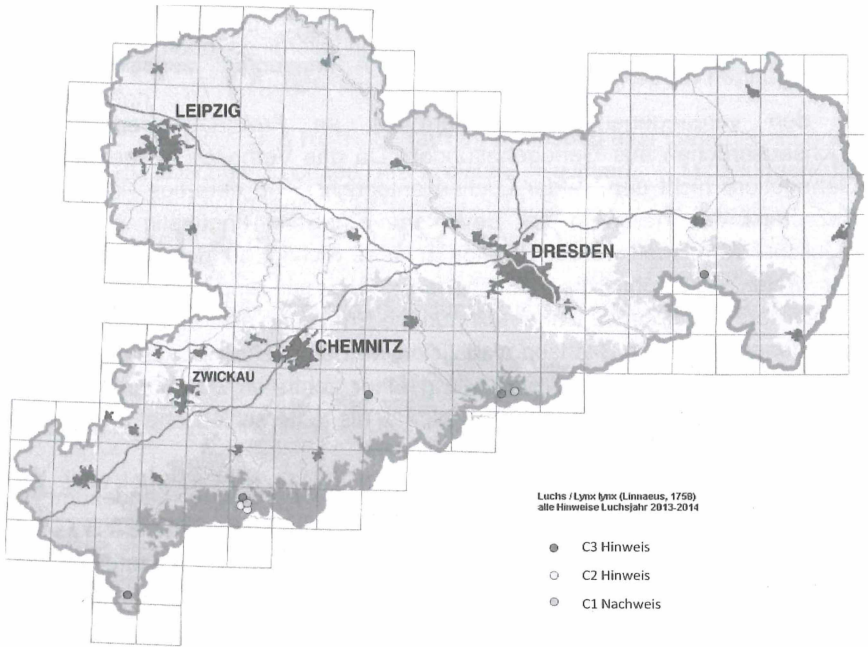 LEIPZIG
DRESDEN
CHEMNITZ
ZWICKAU
Luchs / Lynx lynx (Linnaeus, 1758)
alle Hinweise Luchsjahr 2013-2014
C3 Hinweis
C2 Hinweis
C1 Nachweis